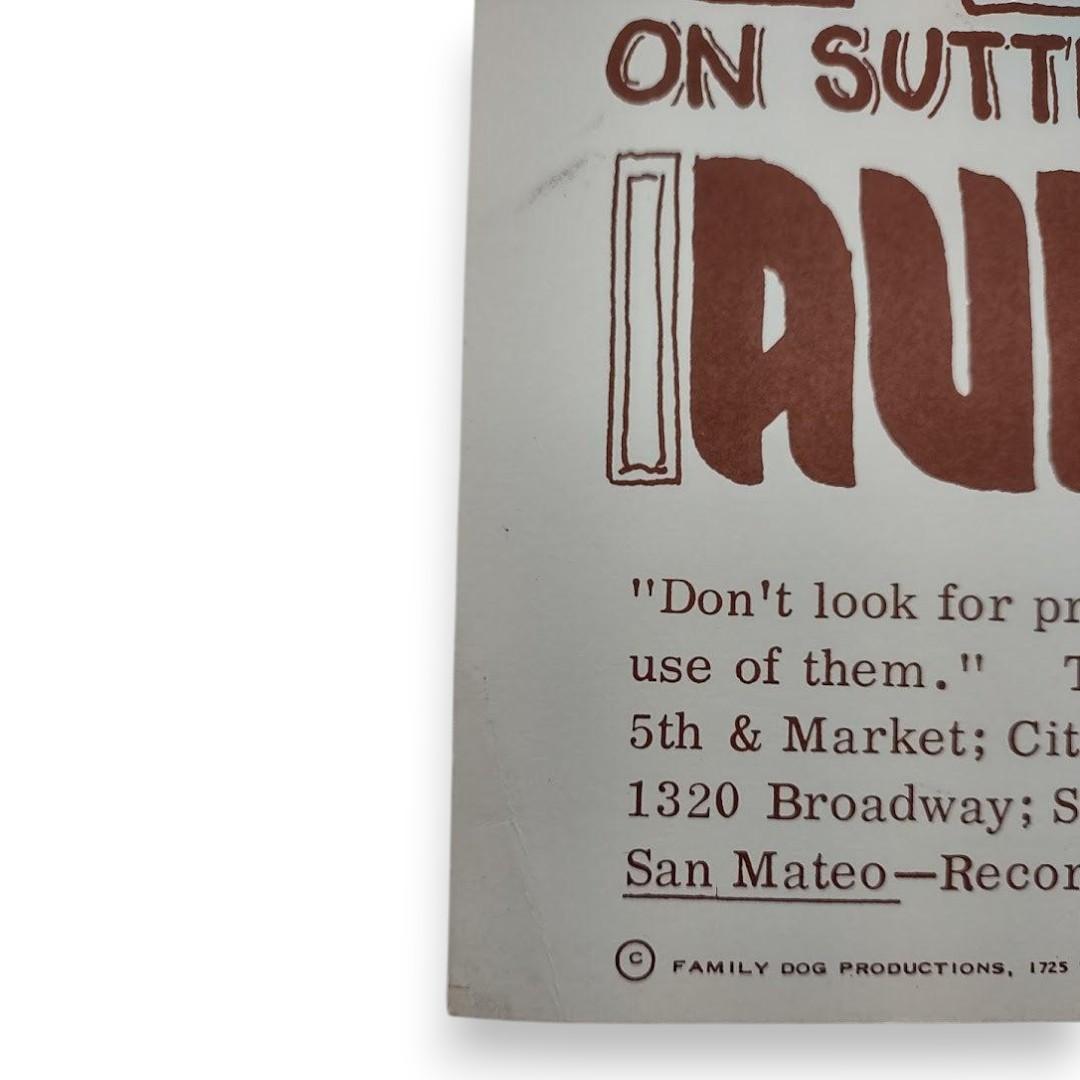 ON SUTT
AU
"Don't look for pr
use of them." T
5th & Market; Cit
1320 Broadway; S
San Mateo—Recor
© FAMILY DOG PRODUCTIONS, 1725